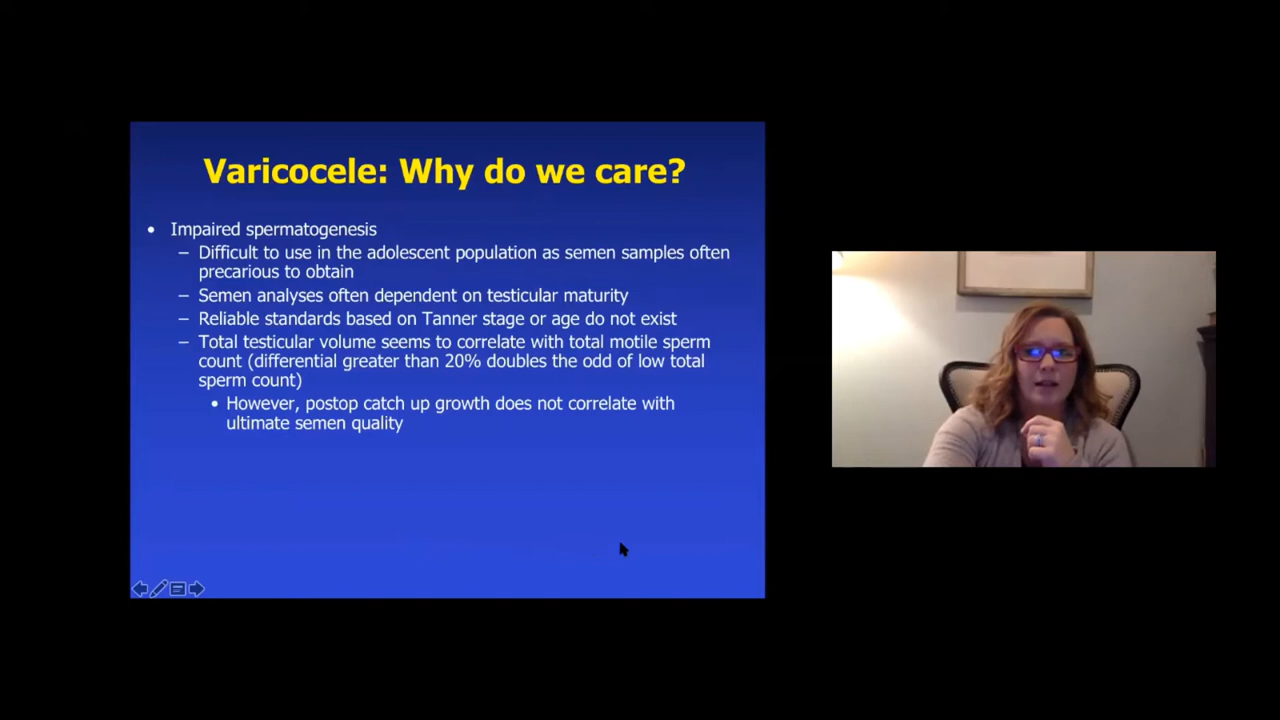 Varicocele: Why do we care?
• Impaired spermatogenesis
– Difficult to use in the adolescent population as semen samples often
precarious to obtain
– Semen analyses often dependent on testicular maturity
– Reliable standards based on Tanner stage or age do not exist
– Total testicular volume seems to correlate with total motile sperm
count (differential greater than 20% doubles the odd of low total
sperm count)
• However, postop catch up growth does not correlate with
ultimate semen quality